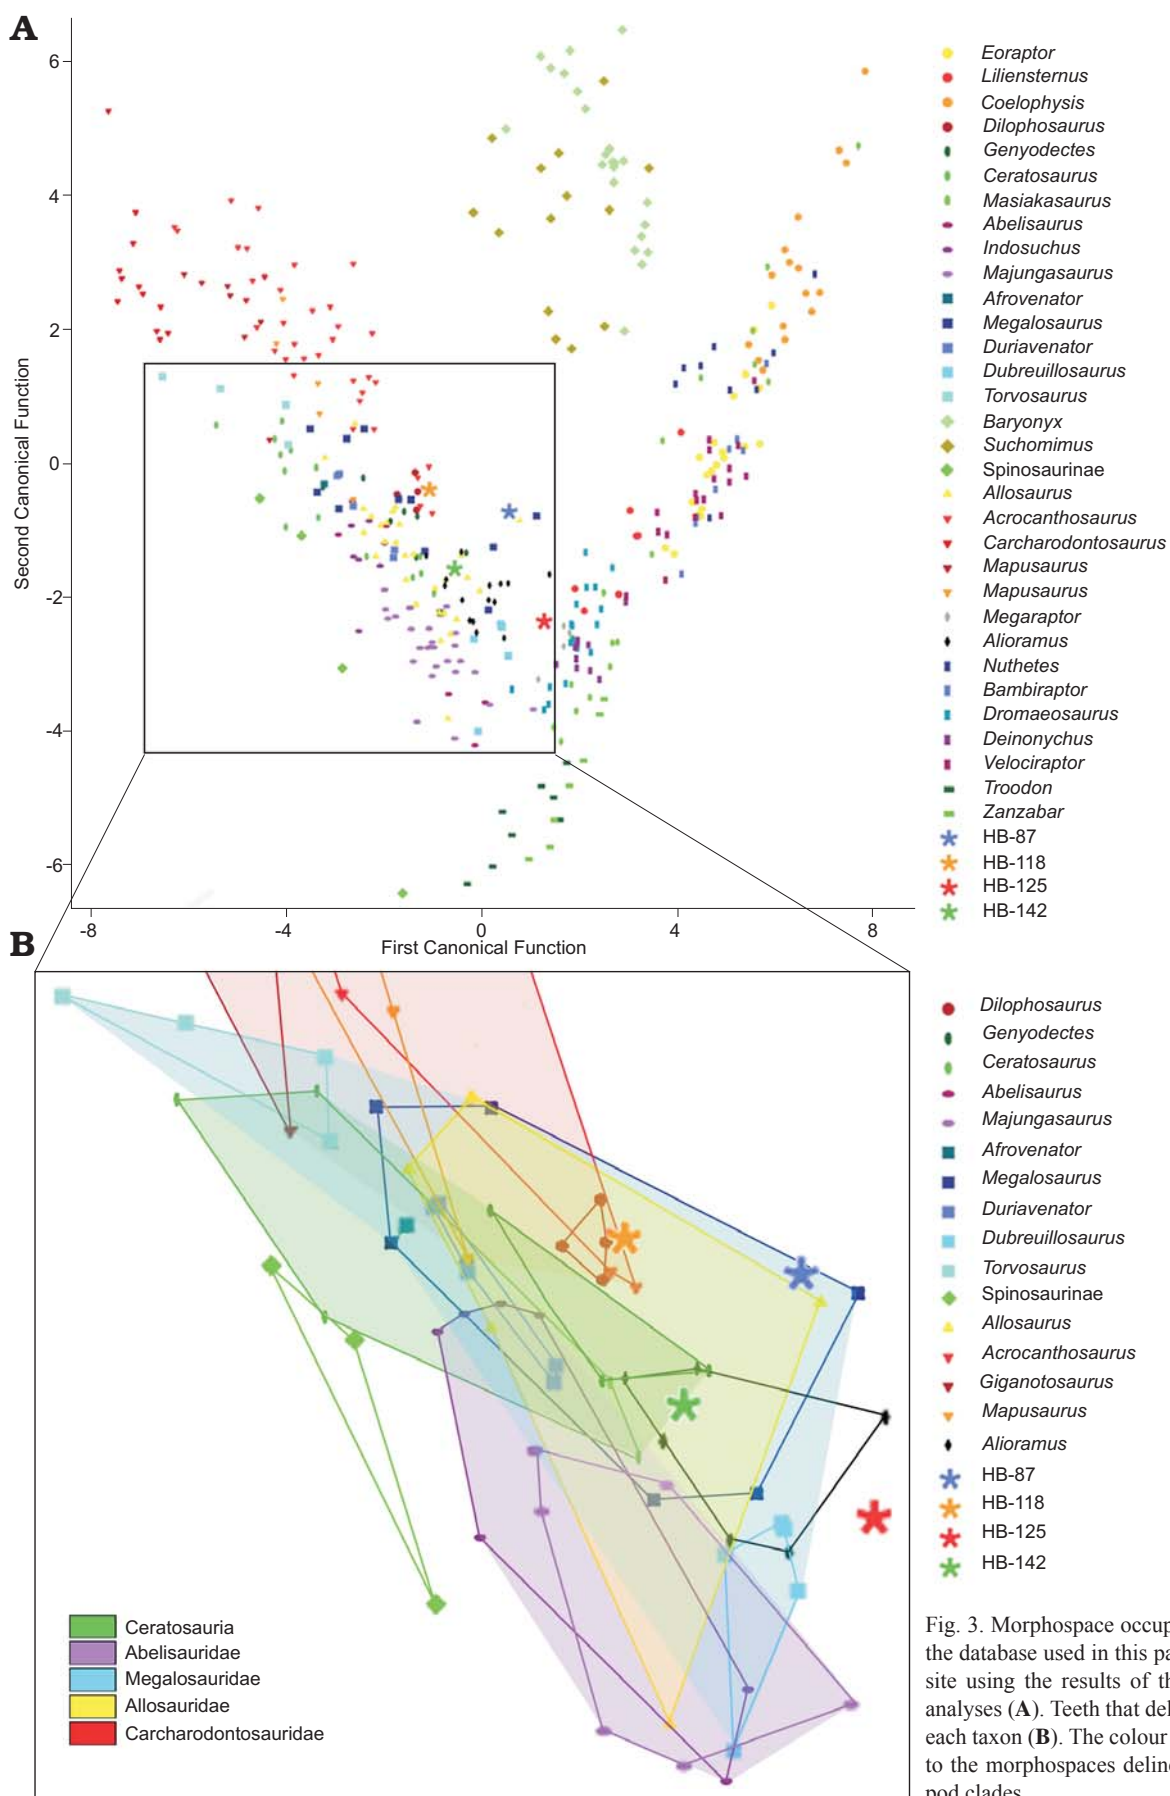 A
6
4
2
0
-2
-4
-6
Second Canonical Function
-8
-4
0
4
8
First Canonical Function
Eoraptor
Liliensternus
Coelophysis
Dilophosaurus
Genyodectes
Ceratosaurus
Masiakasaurus
Abelisaurus
Indosuchus
Majungasaurus
Afrovenator
Megalosaurus
Duriavenator
Dubreuillosaurus
Torvosaurus
Baryonyx
Suchomimus
Spinosaurinae
Allosaurus
Acrocanthosaurus
Carcharodontosaurus
Mapusaurus
Mapusaurus
Megaraptor
Alioramus
Nuthetes
Bambiraptor
Dromaeosaurus
Deinonychus
Velociraptor
Troodon
Zanzabar
HB-87
HB-118
HB-125
HB-142
B
Dilophosaurus
Genyodectes
Ceratosaurus
Abelisaurus
Majungasaurus
Afrovenator
Megalosaurus
Duriavenator
Dubreuillosaurus
Torvosaurus
Spinosaurinae
Allosaurus
Acrocanthosaurus
Giganotosaurus
Mapusaurus
Alioramus
HB-87
HB-118
HB-125
HB-142
Ceratosauria
Abelisauridae
Megalosauridae
Allosauridae
Carcharodontosauridae
Fig. 3. Morphospace occup
the database used in this pa
site using the results of th
analyses (A). Teeth that del
each taxon (B). The colour
to the morphospaces deline
pod clades